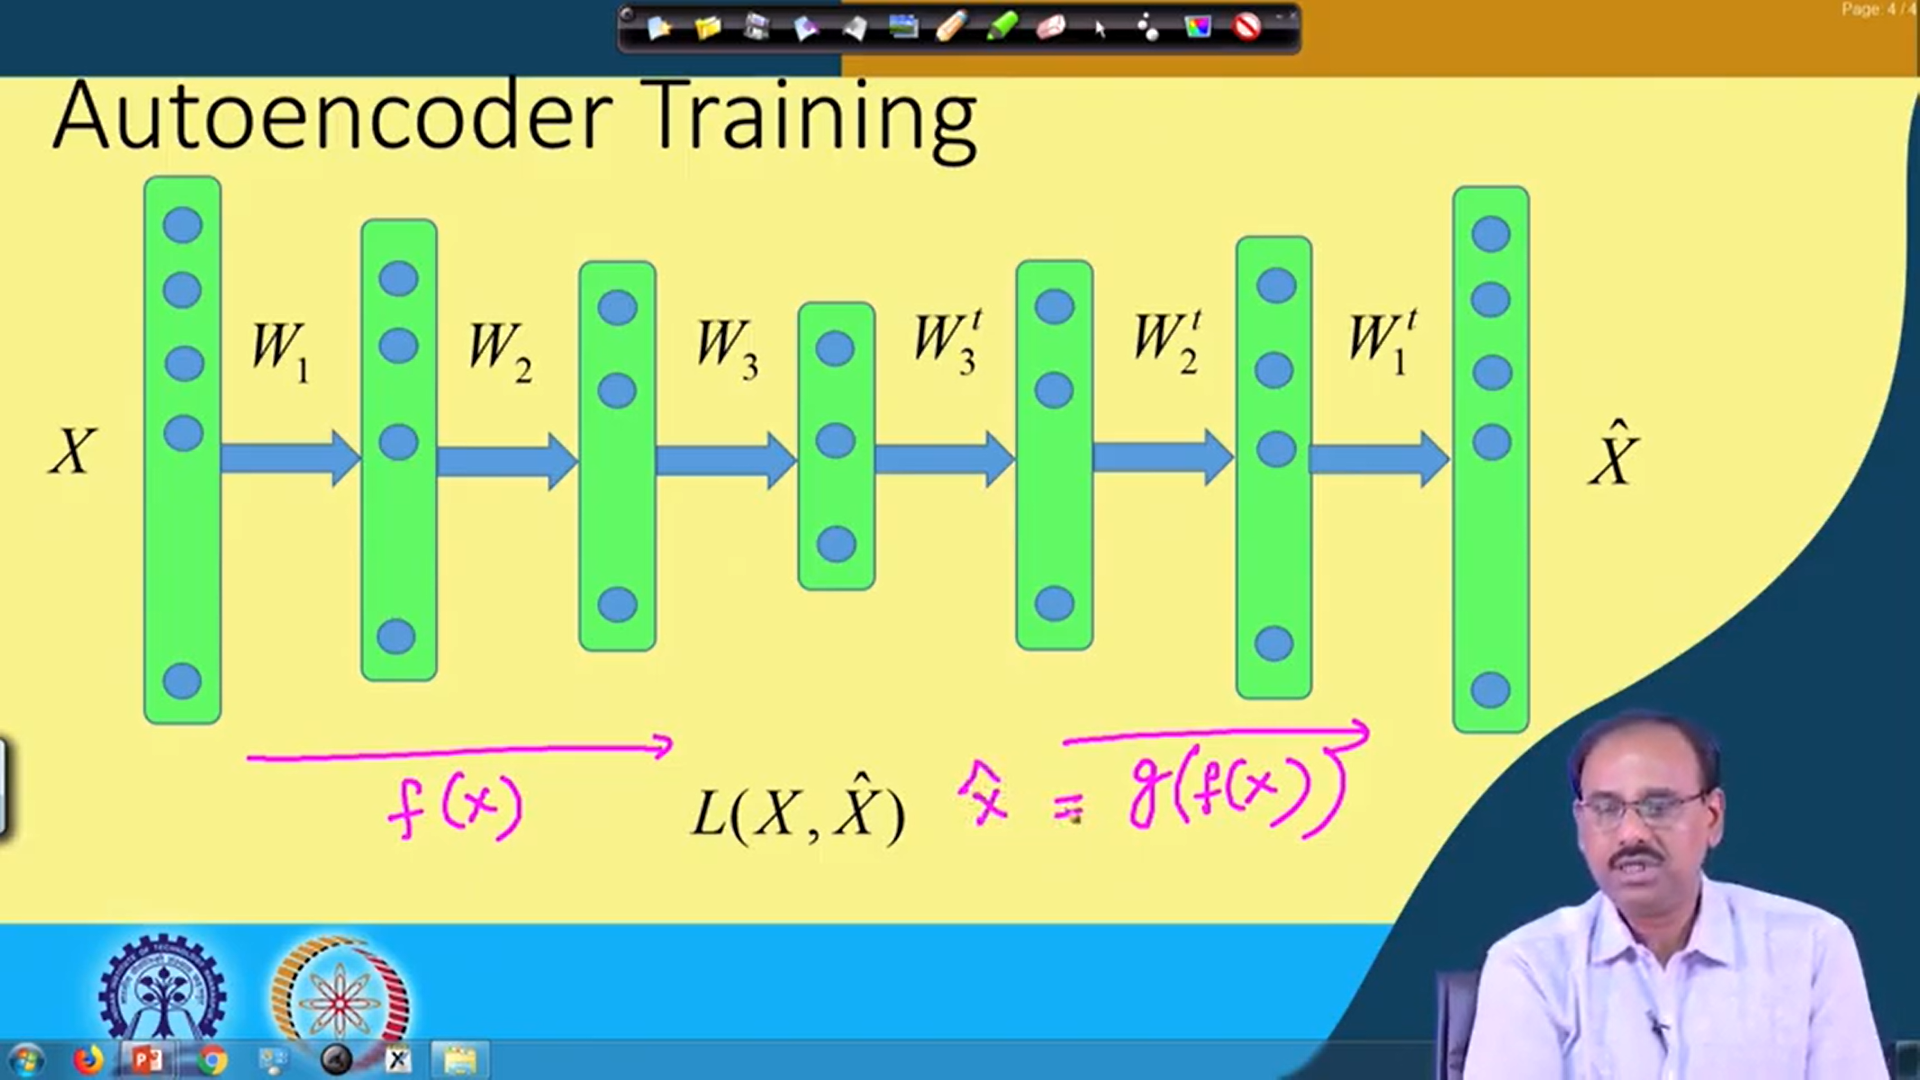 Page: 4 / 4
Autoencoder Training
X W₁ W₂ W₃ W₃ᵗ W₂ᵗ W₁ᵗ X̂
f(x) L(X, X̂) x̂ = g(f(x))